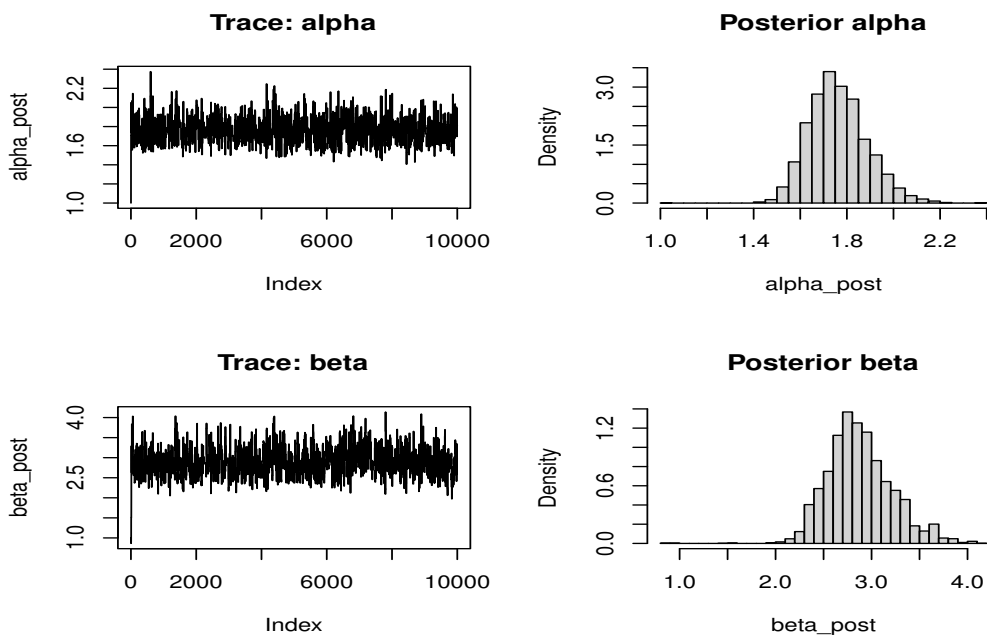 Trace: alpha
alpha_post
1.0 1.6 2.2
0 2000 6000 10000
Index
Posterior alpha
Density
0.0 1.5 3.0
1.0 1.4 1.8 2.2
alpha_post
Trace: beta
beta_post
1.0 2.5 4.0
0 2000 6000 10000
Index
Posterior beta
Density
0.0 0.6 1.2
1.0 2.0 3.0 4.0
beta_post